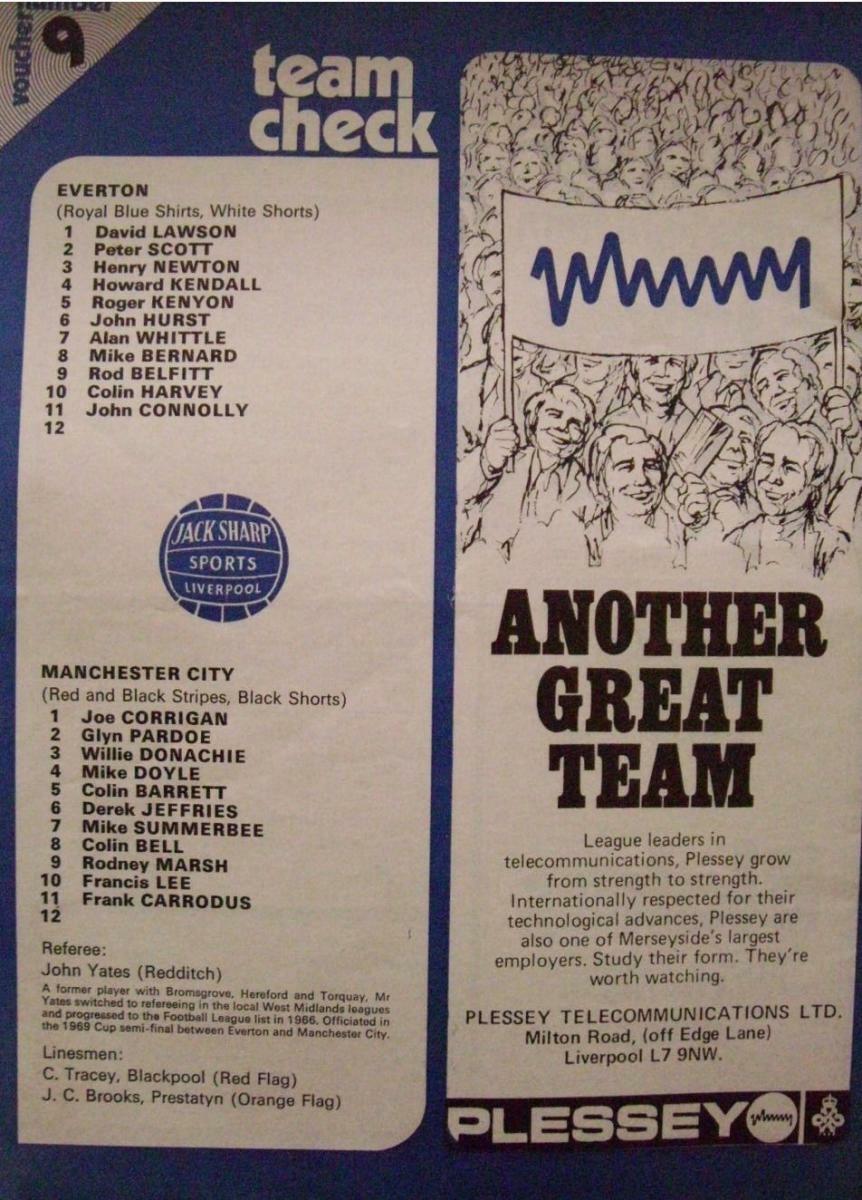 voucher number
9
team
check
EVERTON
(Royal Blue Shirts, White Shorts)
1 David LAWSON
2 Peter SCOTT
3 Henry NEWTON
4 Howard KENDALL
5 Roger KENYON
6 John HURST
7 Alan WHITTLE
8 Mike BERNARD
9 Rod BELFITT
10 Colin HARVEY
11 John CONNOLLY
12
JACK SHARP
SPORTS
LIVERPOOL
MANCHESTER CITY
(Red and Black Stripes, Black Shorts)
1 Joe CORRIGAN
2 Glyn PARDOE
3 Willie DONACHIE
4 Mike DOYLE
5 Colin BARRETT
6 Derek JEFFRIES
7 Mike SUMMERBEE
8 Colin BELL
9 Rodney MARSH
10 Francis LEE
11 Frank CARRODUS
12
Referee:
John Yates (Redditch)
A former player with Bromsgrove, Hereford and Torquay, Mr
Yates switched to refereeing in the local West Midlands leagues
and progressed to the Football League list in 1966. Officiated in
the 1969 Cup semi-final between Everton and Manchester City.
Linesmen:
C. Tracey, Blackpool (Red Flag)
J. C. Brooks, Prestatyn (Orange Flag)
ANOTHER
GREAT
TEAM
League leaders in
telecommunications, Plessey grow
from strength to strength.
Internationally respected for their
technological advances, Plessey are
also one of Merseyside's largest
employers. Study their form. They're
worth watching.
PLESSEY TELECOMMUNICATIONS LTD.
Milton Road, (off Edge Lane)
Liverpool L7 9NW.
PLESSEY